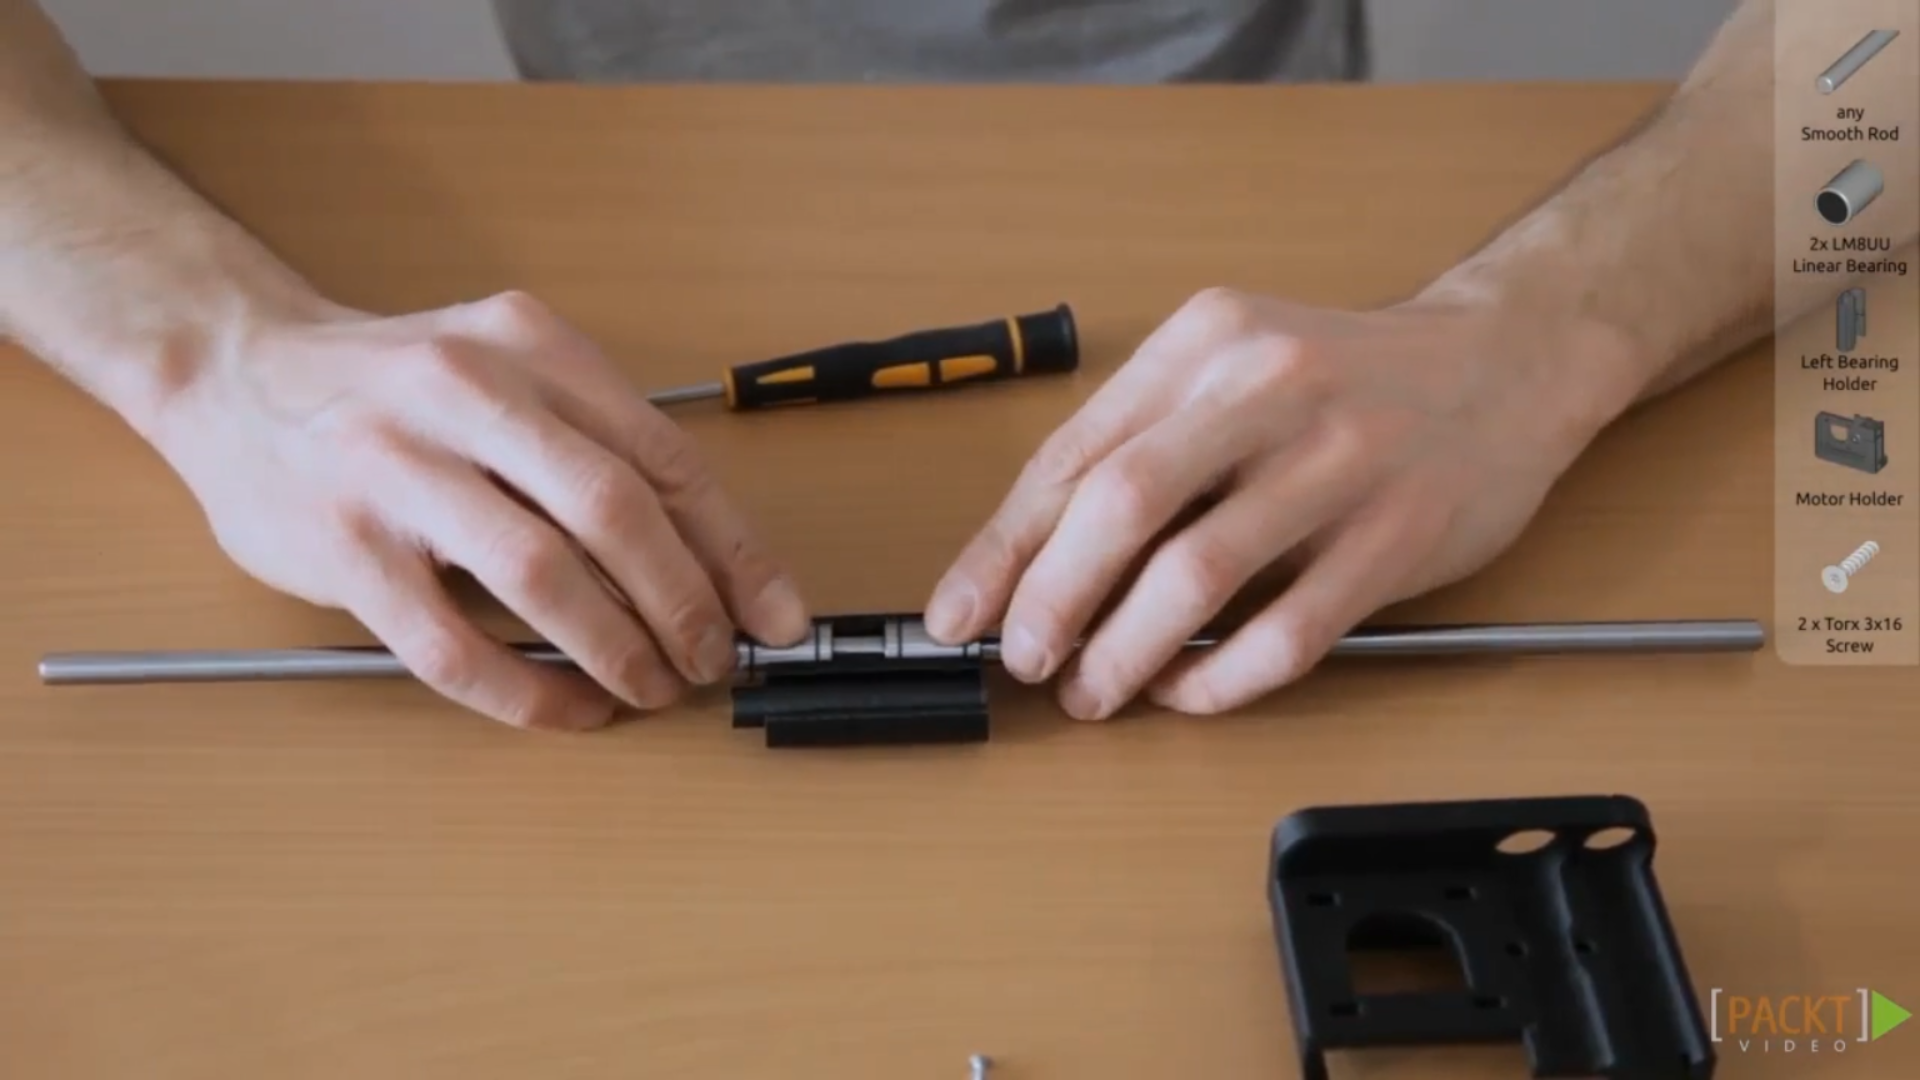 any
Smooth Rod
2x LM8UU
Linear Bearing
Left Bearing
Holder
Motor Holder
2 x Torx 3x16
Screw
[PACKT]
VIDEO